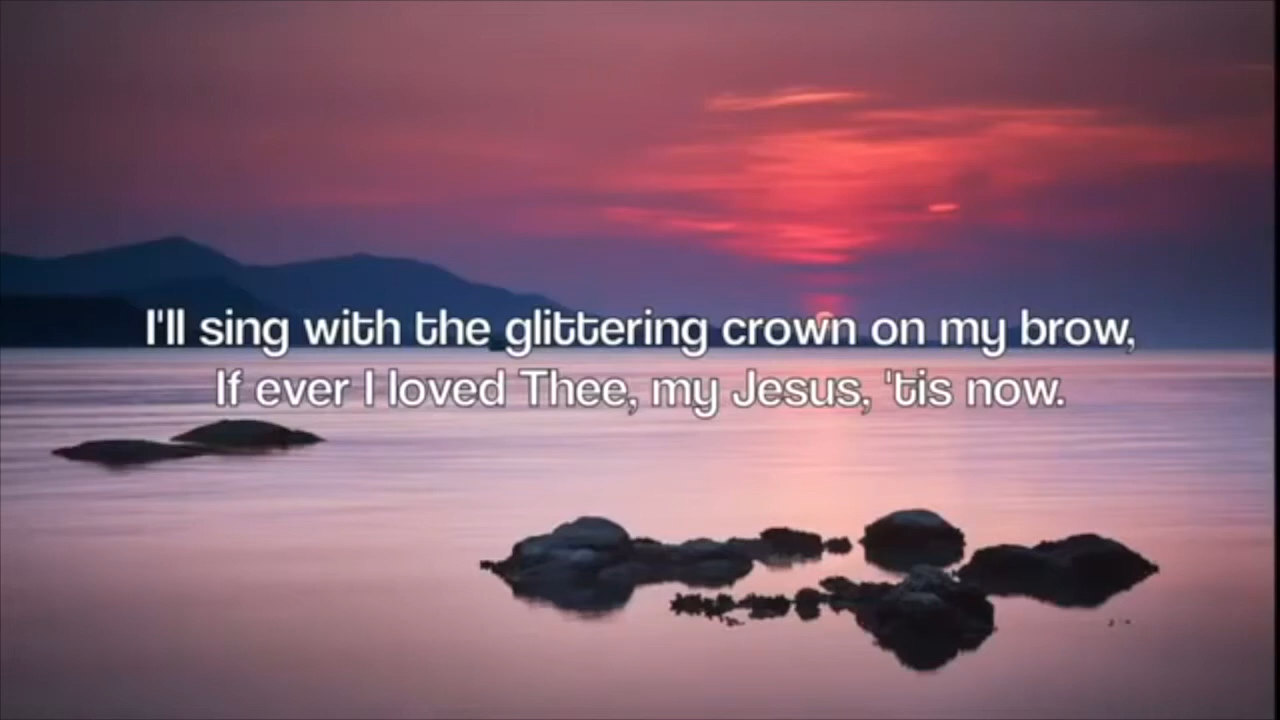 I'll sing with the glittering crown on my brow,
If ever I loved Thee, my Jesus, 'tis now.